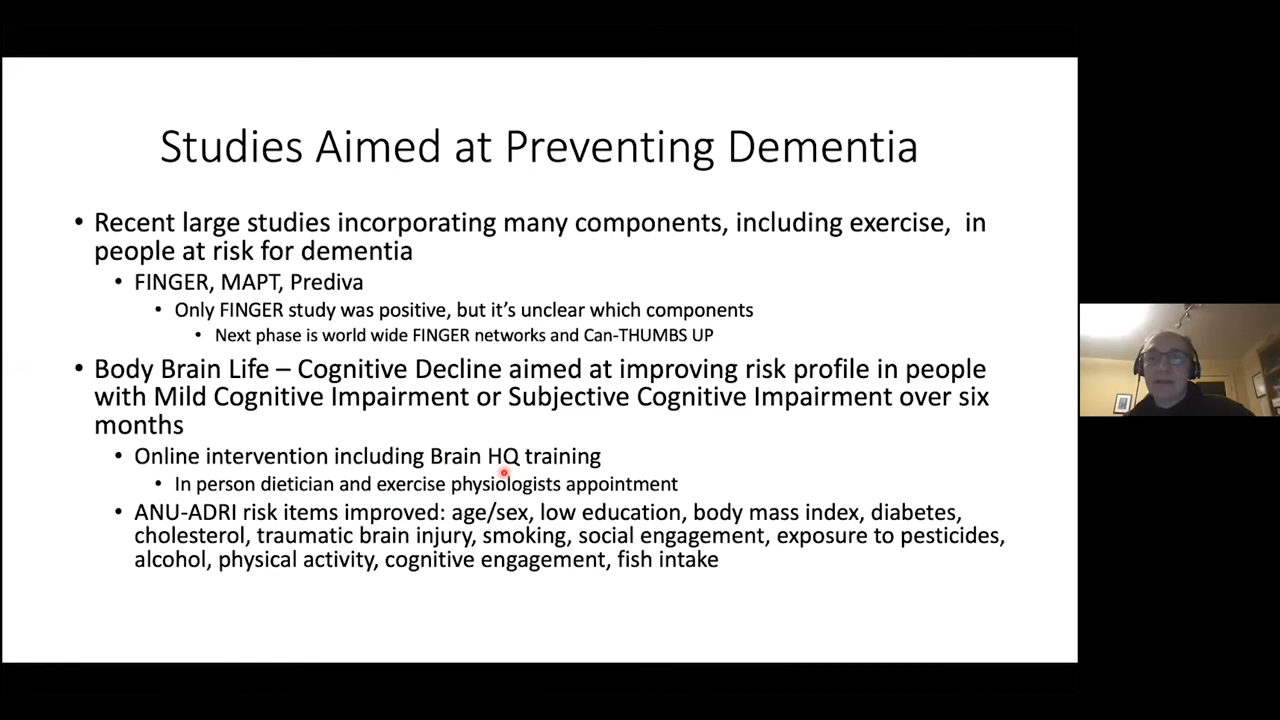 Studies Aimed at Preventing Dementia
• Recent large studies incorporating many components, including exercise, in
people at risk for dementia
• FINGER, MAPT, Prediva
• Only FINGER study was positive, but it's unclear which components
• Next phase is world wide FINGER networks and Can-THUMBS UP
• Body Brain Life – Cognitive Decline aimed at improving risk profile in people
with Mild Cognitive Impairment or Subjective Cognitive Impairment over six
months
• Online intervention including Brain HQ training
• In person dietician and exercise physiologists appointment
• ANU-ADRI risk items improved: age/sex, low education, body mass index, diabetes,
cholesterol, traumatic brain injury, smoking, social engagement, exposure to pesticides,
alcohol, physical activity, cognitive engagement, fish intake